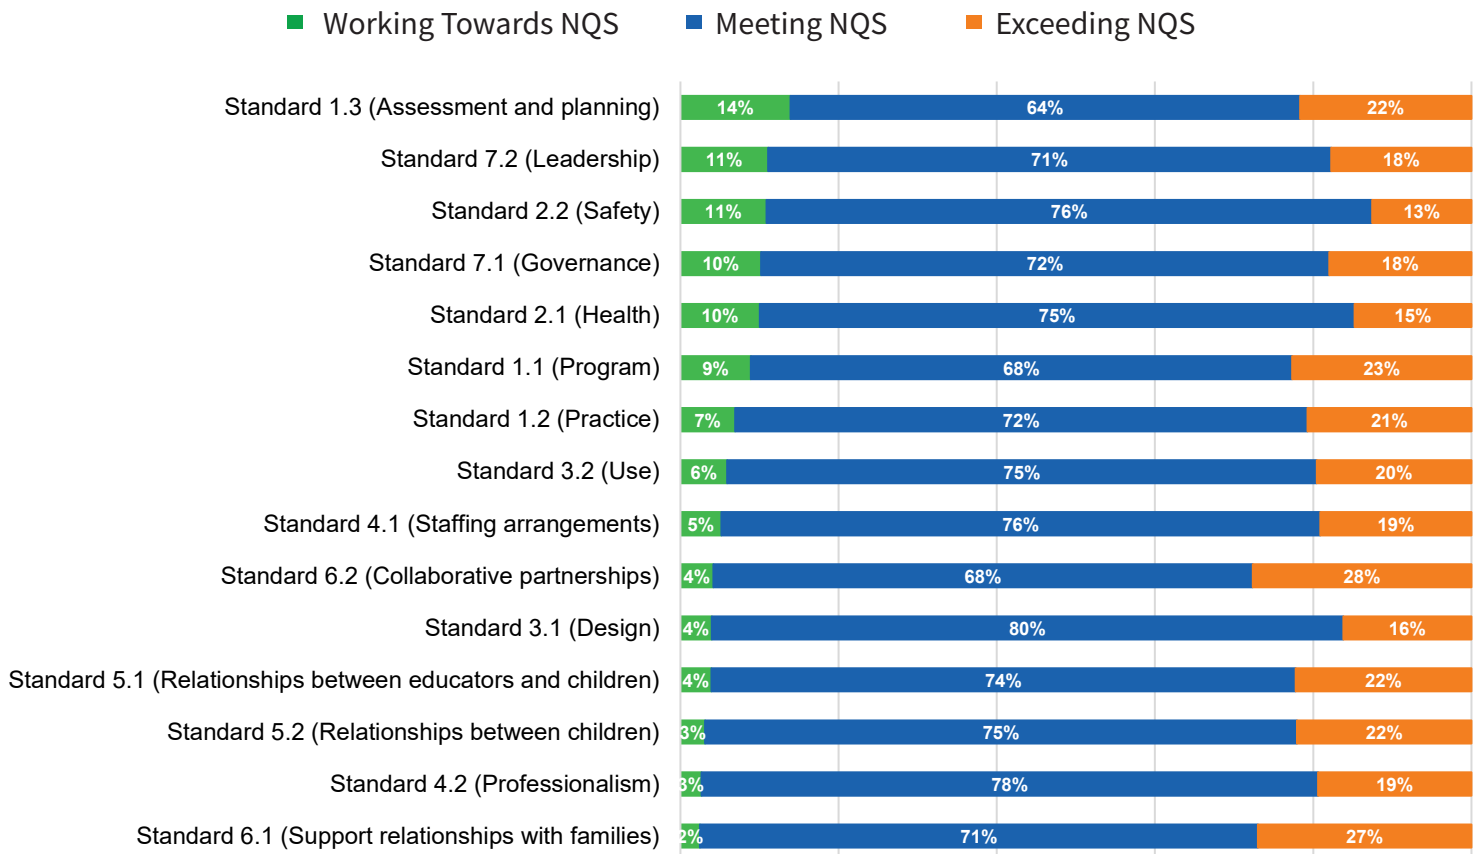 Working Towards NQS Meeting NQS Exceeding NQS
Standard 1.3 (Assessment and planning) 14% 64% 22%
Standard 7.2 (Leadership) 11% 71% 18%
Standard 2.2 (Safety) 11% 76% 13%
Standard 7.1 (Governance) 10% 72% 18%
Standard 2.1 (Health) 10% 75% 15%
Standard 1.1 (Program) 9% 68% 23%
Standard 1.2 (Practice) 7% 72% 21%
Standard 3.2 (Use) 6% 75% 20%
Standard 4.1 (Staffing arrangements) 5% 76% 19%
Standard 6.2 (Collaborative partnerships) 4% 68% 28%
Standard 3.1 (Design) 4% 80% 16%
Standard 5.1 (Relationships between educators and children) 4% 74% 22%
Standard 5.2 (Relationships between children) 3% 75% 22%
Standard 4.2 (Professionalism) 3% 78% 19%
Standard 6.1 (Support relationships with families) 2% 71% 27%